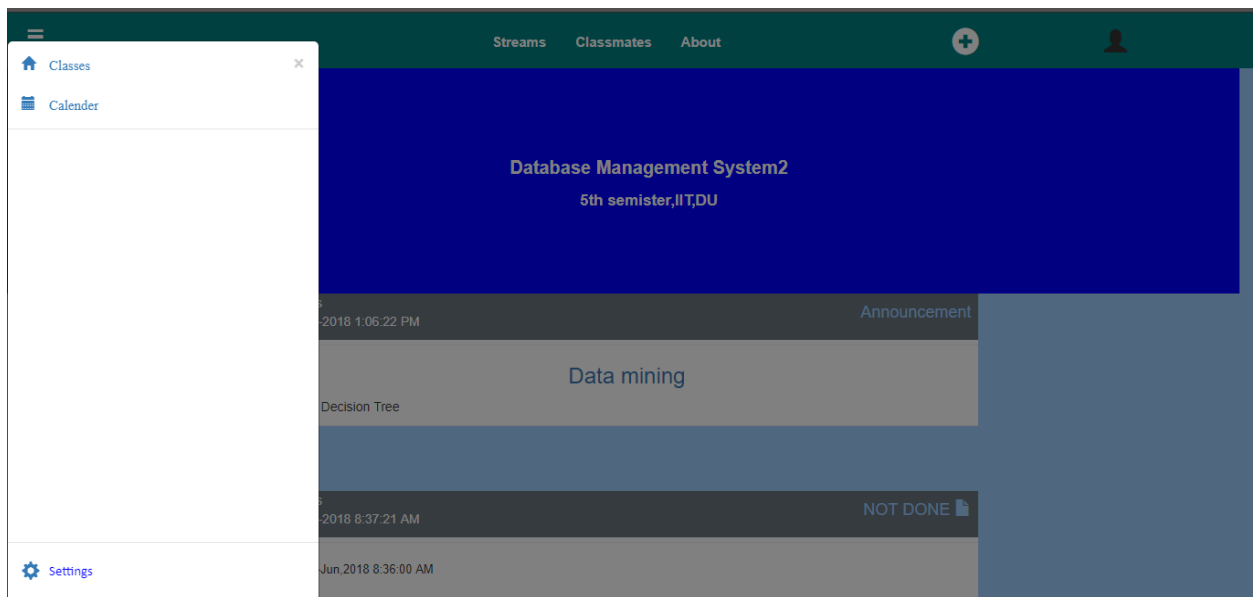 Streams Classmates About
Classes ×
Calender
Database Management System2
5th semister,IIT,DU
-2018 1:06:22 PM
Announcement
Data mining
Decision Tree
-2018 8:37:21 AM
NOT DONE
Jun,2018 8:36:00 AM
Settings